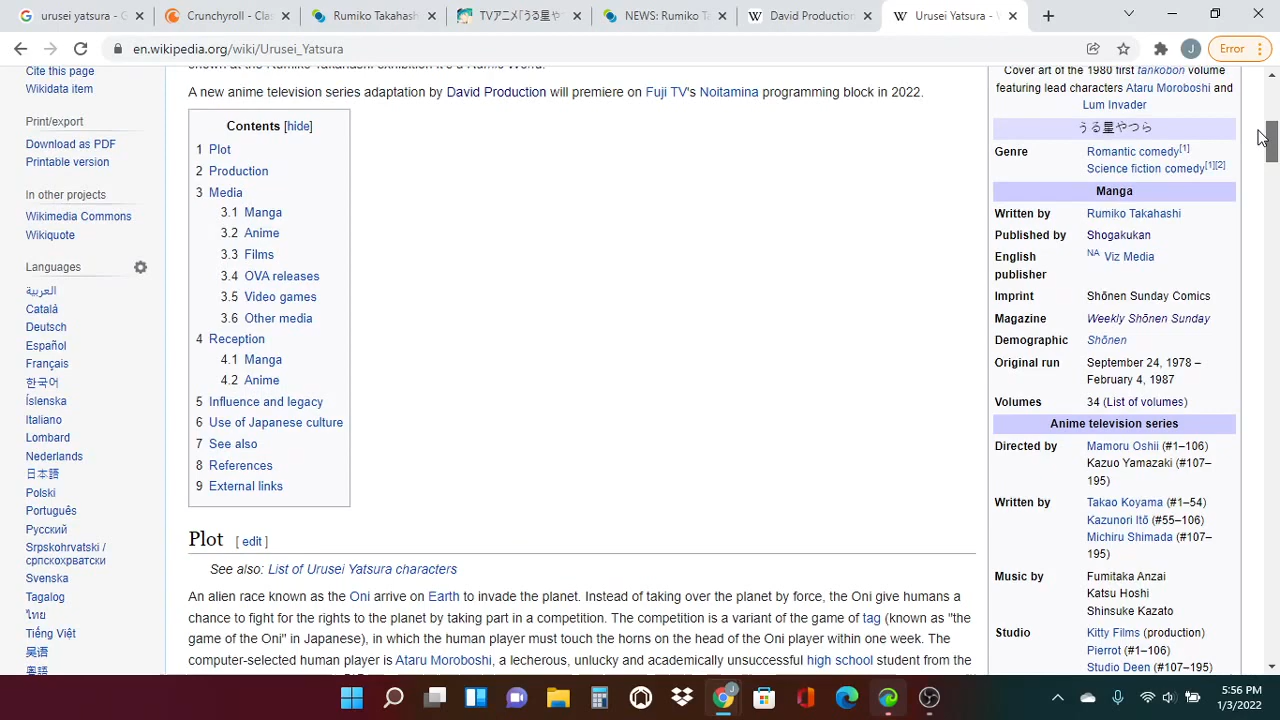 urusei yatsura - G
Crunchyroll - Cla
Rumiko Takahash
TVアニメ「うる星や
NEWS: Rumiko T
David Production
Urusei Yatsura -
en.wikipedia.org/wiki/Urusei_Yatsura
J
Error
Cite this page
Wikidata item
Print/export
Download as PDF
Printable version
In other projects
Wikimedia Commons
Wikiquote
Languages
العربية
Català
Deutsch
Español
Français
한국어
Íslenska
Italiano
Lombard
Nederlands
日本語
Polski
Português
Русский
Srpskohrvatski /
српскохрватски
Svenska
Tagalog
ไทย
Tiếng Việt
吴语
粵語
known at the Rumiko Takahashi exhibition It's a Rumic World.
A new anime television series adaptation by David Production will premiere on Fuji TV's Noitamina programming block in 2022.
Contents [hide]
1 Plot
2 Production
3 Media
3.1 Manga
3.2 Anime
3.3 Films
3.4 OVA releases
3.5 Video games
3.6 Other media
4 Reception
4.1 Manga
4.2 Anime
5 Influence and legacy
6 Use of Japanese culture
7 See also
8 References
9 External links
Plot [ edit ]
See also: List of Urusei Yatsura characters
An alien race known as the Oni arrive on Earth to invade the planet. Instead of taking over the planet by force, the Oni give humans a
chance to fight for the rights to the planet by taking part in a competition. The competition is a variant of the game of tag (known as "the
game of the Oni" in Japanese), in which the human player must touch the horns on the head of the Oni player within one week. The
computer-selected human player is Ataru Moroboshi, a lecherous, unlucky and academically unsuccessful high school student from the
Cover art of the 1980 first tankōbon volume
featuring lead characters Ataru Moroboshi and
Lum Invader
うる星やつら
Genre Romantic comedy[1]
Science fiction comedy[1][2]
Manga
Written by Rumiko Takahashi
Published by Shogakukan
English publisher NA Viz Media
Imprint Shōnen Sunday Comics
Magazine Weekly Shōnen Sunday
Demographic Shōnen
Original run September 24, 1978 –
February 4, 1987
Volumes 34 (List of volumes)
Anime television series
Directed by Mamoru Oshii (#1–106)
Kazuo Yamazaki (#107–
195)
Written by Takao Koyama (#1–54)
Kazunori Itō (#55–106)
Michiru Shimada (#107–
195)
Music by Fumitaka Anzai
Katsu Hoshi
Shinsuke Kazato
Studio Kitty Films (production)
Pierrot (#1–106)
Studio Deen (#107–195)
5:56 PM
1/3/2022